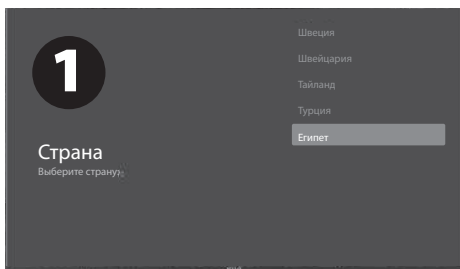 1
Страна
Выберите страну:
Швеция
Швейцария
Тайланд
Турция
Египет